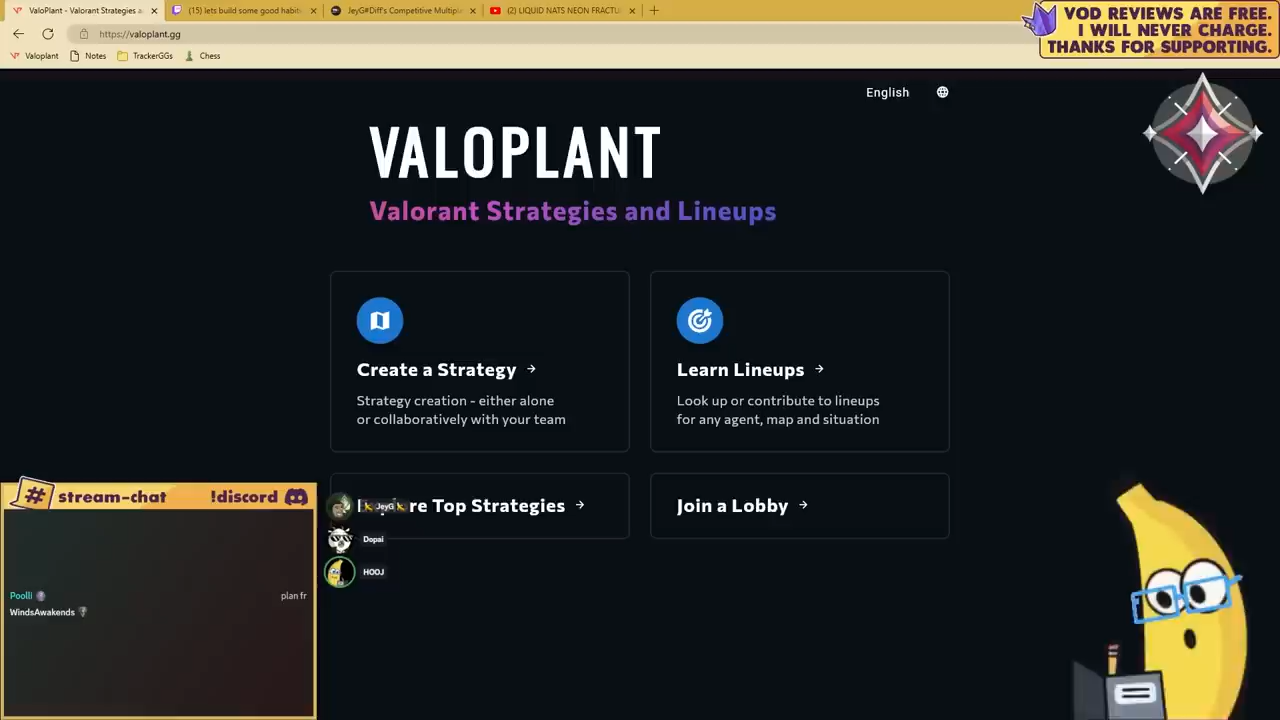 ValoPlant - Valorant Strategies a
(15) lets build some good habit
JeyG#Diff's Competitive Multipl
(2) LIQUID NATS NEON FRACTU
https://valoplant.gg
Valoplant
Notes
TrackerGGs
Chess
VOD REVIEWS ARE FREE.
I WILL NEVER CHARGE.
THANKS FOR SUPPORTING.
English
VALOPLANT
Valorant Strategies and Lineups
Create a Strategy
Strategy creation - either alone
or collaboratively with your team
Learn Lineups
Look up or contribute to lineups
for any agent, map and situation
re Top Strategies
Join a Lobby
# stream-chat !discord
Poolli plan fr
WindsAwakends
JeyG
Dopai
HOOJ